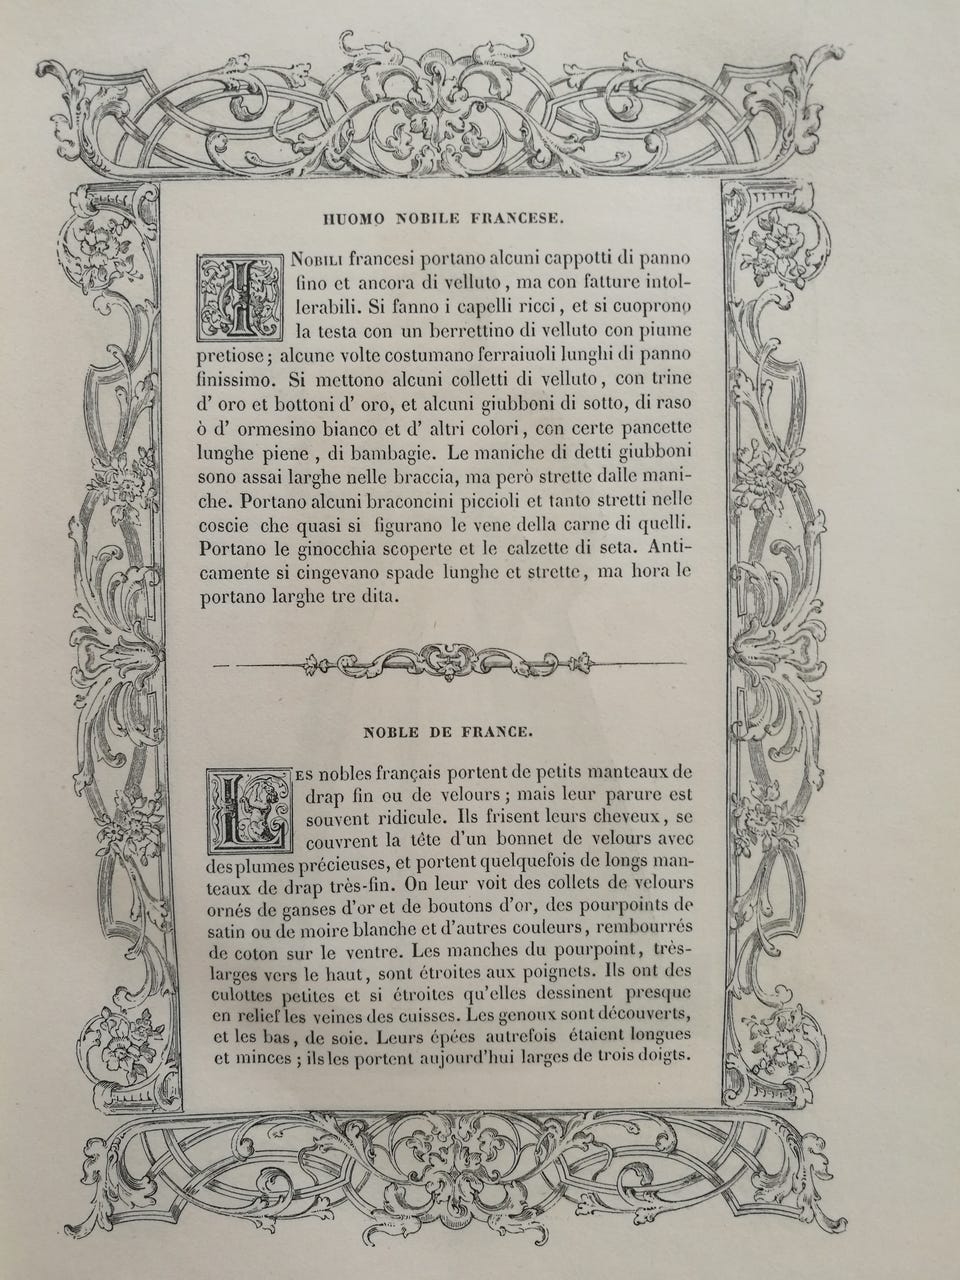 HUOMO NOBILE FRANCESE.
I NOBILI francesi portano alcuni cappotti di panno
fino et ancora di velluto, ma con fatture intol-
lerabili. Si fanno i capelli ricci, et si cuoprono
la testa con un berrettino di velluto con piume
pretiose; alcune volte costumano ferraiuoli lunghi di panno
finissimo. Si mettono alcuni colletti di velluto, con trine
d' oro et bottoni d' oro, et alcuni giubboni di sotto, di raso
ò d' ormesino bianco et d' altri colori, con certe pancette
lunghe piene , di bambagie. Le maniche di detti giubboni
sono assai larghe nelle braccia, ma però strette dalle mani-
che. Portano alcuni braconcini piccioli et tanto stretti nelle
coscie che quasi si figurano le vene della carne di quelli.
Portano le ginocchia scoperte et le calzette di seta. Anti-
camente si cingevano spade lunghe et strette, ma hora le
portano larghe tre dita.
NOBLE DE FRANCE.
LES nobles français portent de petits manteaux de
drap fin ou de velours; mais leur parure est
souvent ridicule. Ils frisent leurs cheveux, se
couvrent la tête d'un bonnet de velours avec
des plumes précieuses, et portent quelquefois de longs man-
teaux de drap très-fin. On leur voit des collets de velours
ornés de ganses d'or et de boutons d'or, des pourpoints de
satin ou de moire blanche et d'autres couleurs, rembourrés
de coton sur le ventre. Les manches du pourpoint, très-
larges vers le haut, sont étroites aux poignets. Ils ont des
culottes petites et si étroites qu'elles dessinent presque
en relief les veines des cuisses. Les genoux sont découverts,
et les bas, de soie. Leurs épées autrefois étaient longues
et minces; ils les portent aujourd'hui larges de trois doigts.